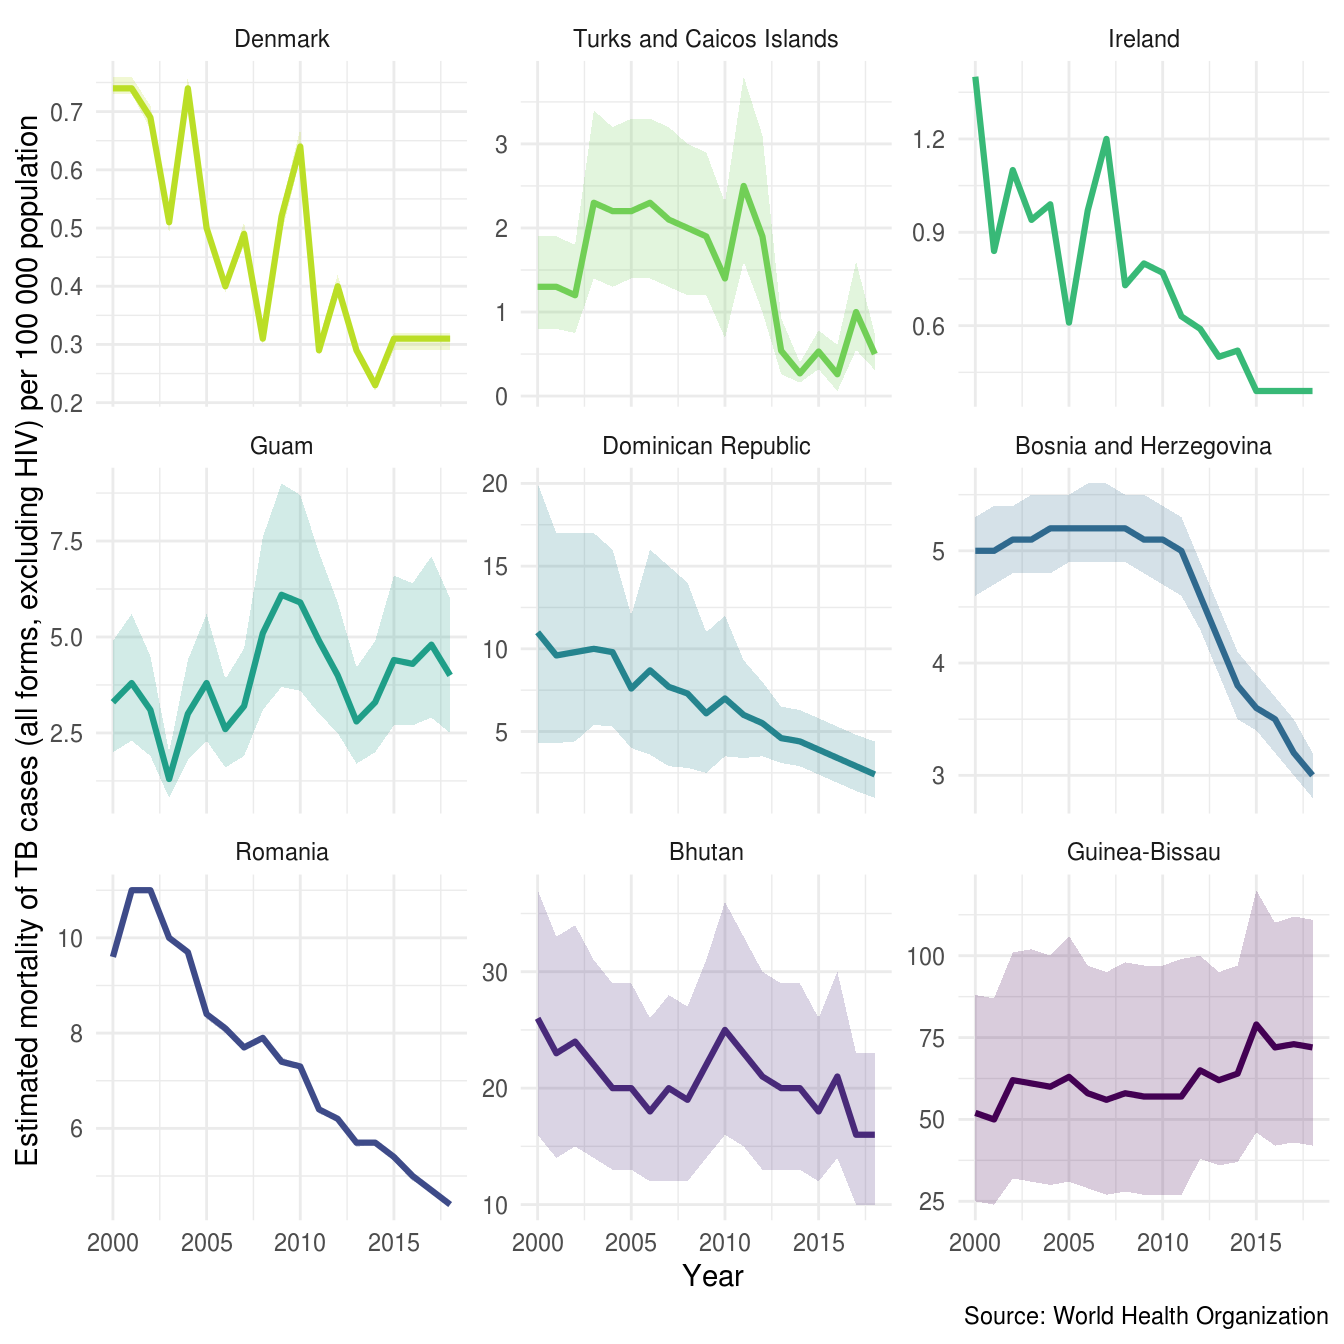 Denmark
Turks and Caicos Islands
Ireland
0.7
0.6
0.5
0.4
0.3
0.2
3
2
1
0
1.2
0.9
0.6
Guam
Dominican Republic
Bosnia and Herzegovina
7.5
5.0
2.5
20
15
10
5
5
4
3
Romania
Bhutan
Guinea-Bissau
10
8
6
30
20
10
100
75
50
25
2000 2005 2010 2015
2000 2005 2010 2015
2000 2005 2010 2015
Estimated mortality of TB cases (all forms, excluding HIV) per 100 000 population
Year
Source: World Health Organization